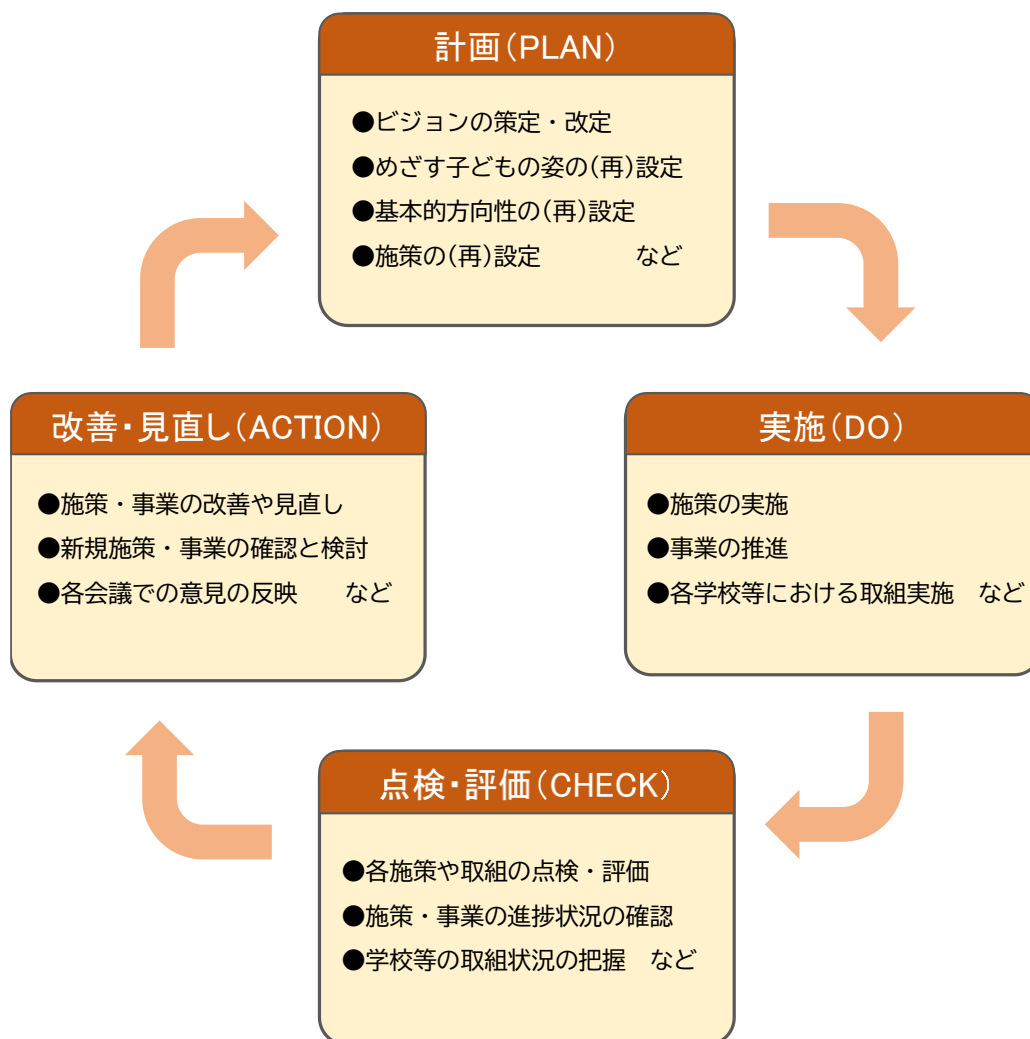 計画(PLAN)
●ビジョンの策定・改定
●めざす子どもの姿の(再)設定
●基本的方向性の(再)設定
●施策の(再)設定　　　　など
改善・見直し(ACTION)
●施策・事業の改善や見直し
●新規施策・事業の確認と検討
●各会議での意見の反映　　など
実施(DO)
●施策の実施
●事業の推進
●各学校等における取組実施　など
点検・評価(CHECK)
●各施策や取組の点検・評価
●施策・事業の進捗状況の確認
●学校等の取組状況の把握　など